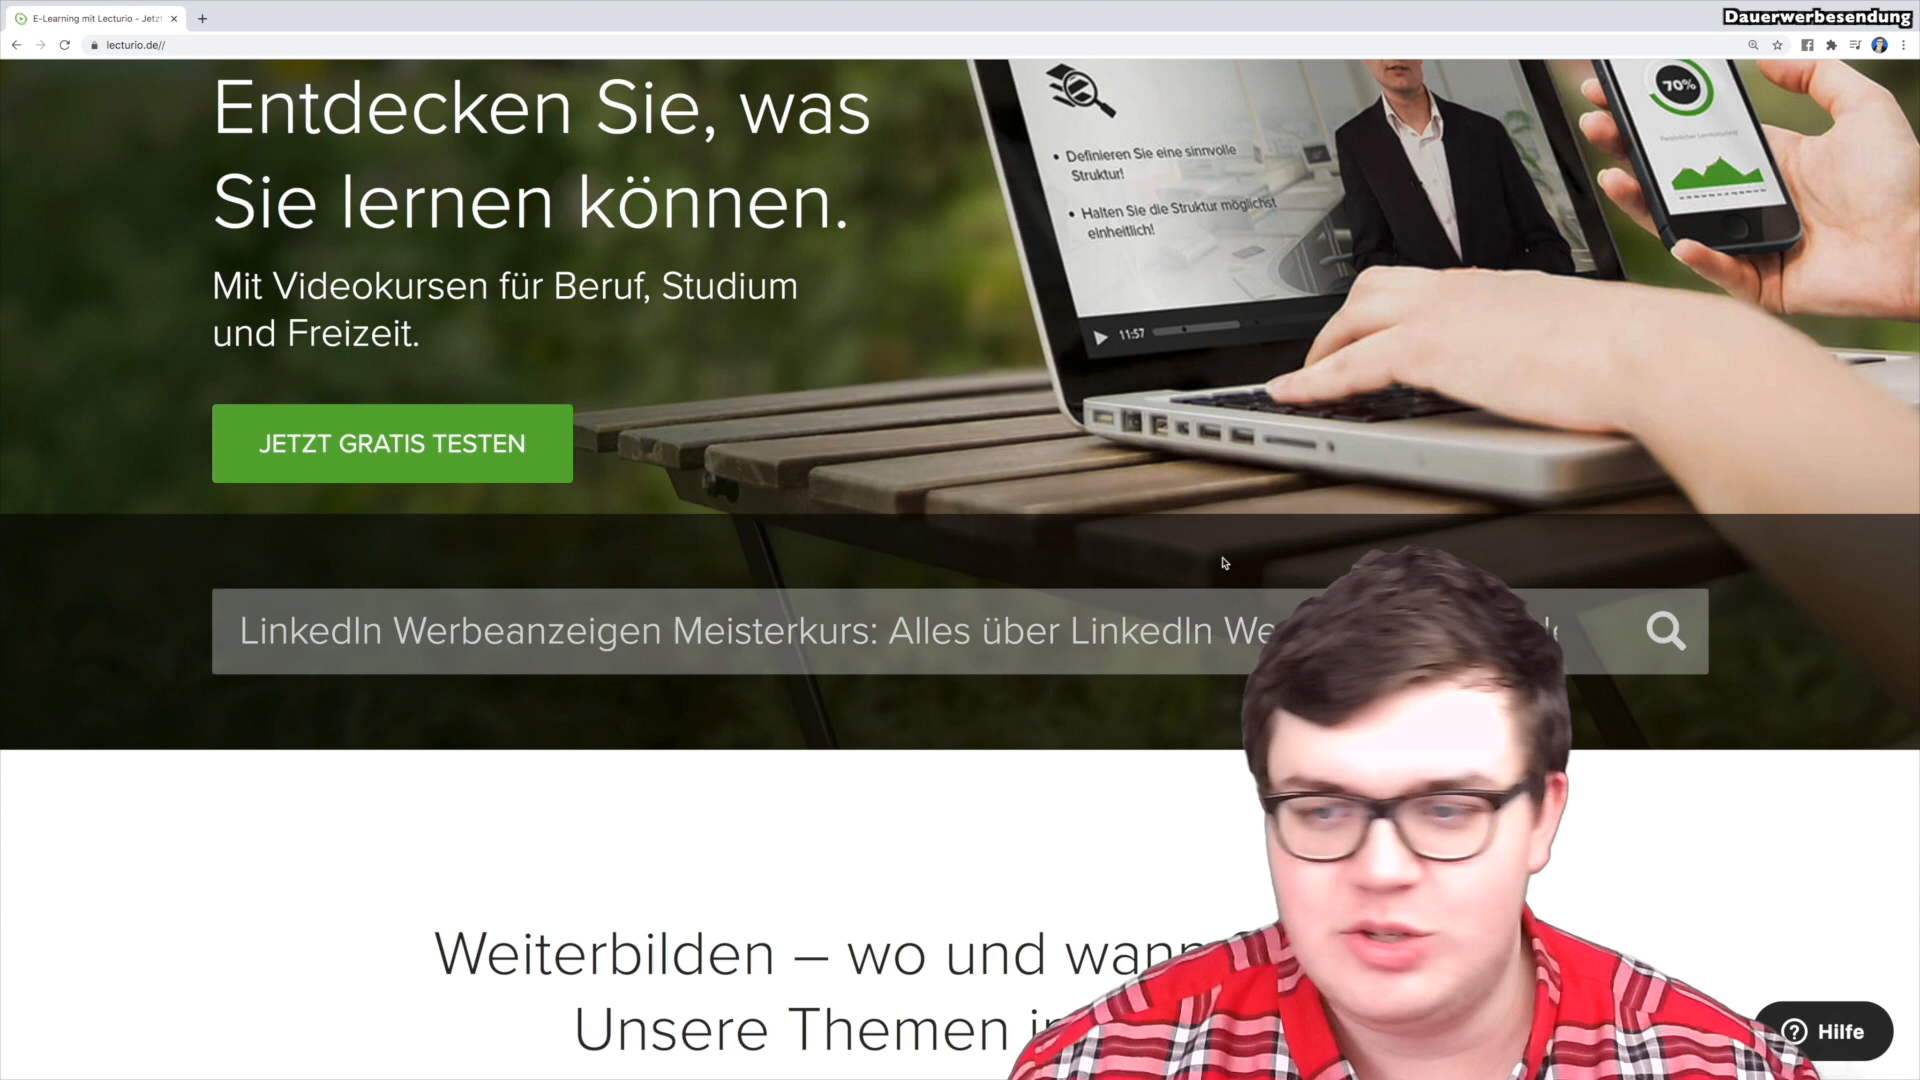 E-Learning mit Lecturio - Jetzt
Dauerwerbesendung
lecturio.de//
Entdecken Sie, was
Sie lernen können.
Mit Videokursen für Beruf, Studium
und Freizeit.
JETZT GRATIS TESTEN
• Definieren Sie eine sinnvolle
Struktur!
• Halten Sie die Struktur möglichst
einheitlich!
11:57
70%
Persönlicher Lernfortschritt
LinkedIn Werbeanzeigen Meisterkurs: Alles über LinkedIn We
Weiterbilden – wo und wann
Unsere Themen
Hilfe